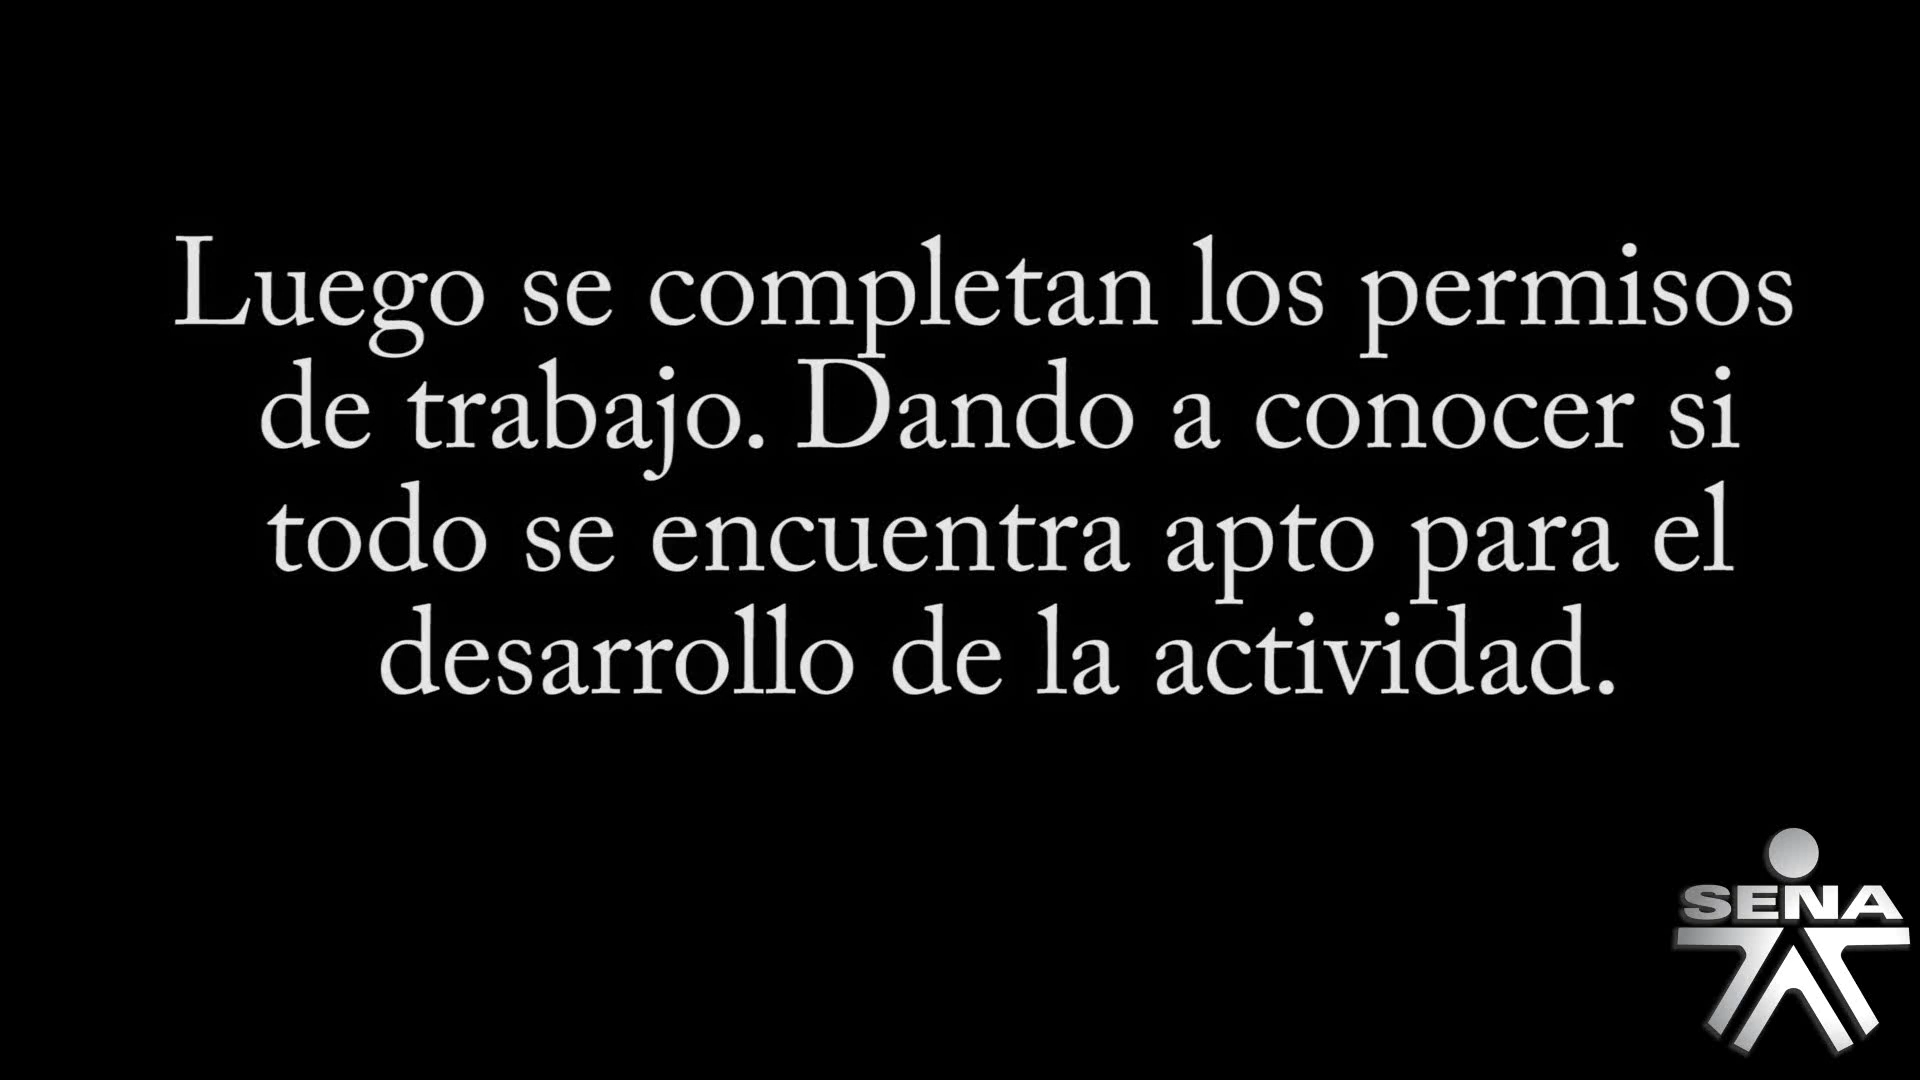 Luego se completan los permisos
de trabajo. Dando a conocer si
todo se encuentra apto para el
desarrollo de la actividad.
SENA